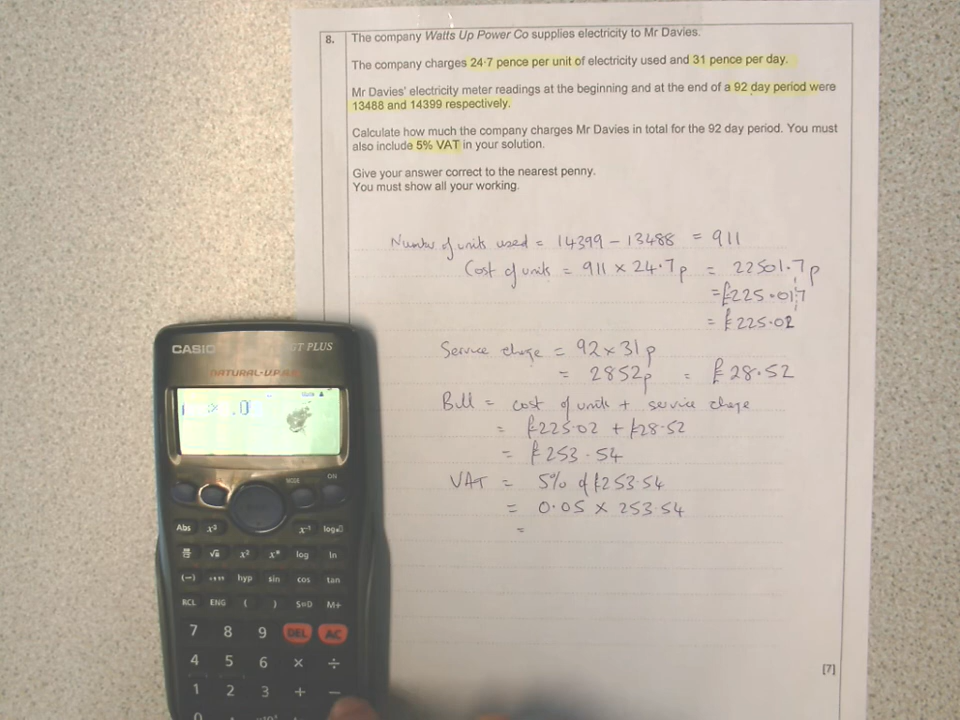 8. The company Watts Up Power Co supplies electricity to Mr Davies.
The company charges 24·7 pence per unit of electricity used and 31 pence per day.
Mr Davies' electricity meter readings at the beginning and at the end of a 92 day period were
13488 and 14399 respectively.
Calculate how much the company charges Mr Davies in total for the 92 day period. You must
also include 5% VAT in your solution.
Give your answer correct to the nearest penny.
You must show all your working.
Number of units used = 14399 - 13488 = 911
Cost of units = 911 × 24.7p = 22501.7p
= £225.017
= £225.02
Service charge = 92 × 31p
= 2852p = £28.52
Bill = cost of units + service charge
= £225.02 + £28.52
= £253.54
VAT = 5% of £253.54
= 0.05 × 253.54
=
[7]
CASIO GT PLUS
NATURAL-V.P.A.M.
MODE ON
Abs x³ x⁻¹ log
√ x² log ln
(−) hyp sin cos tan
RCL ENG ( ) S⇔D M+
7 8 9 DEL AC
4 5 6 × ÷
1 2 3 + −
0